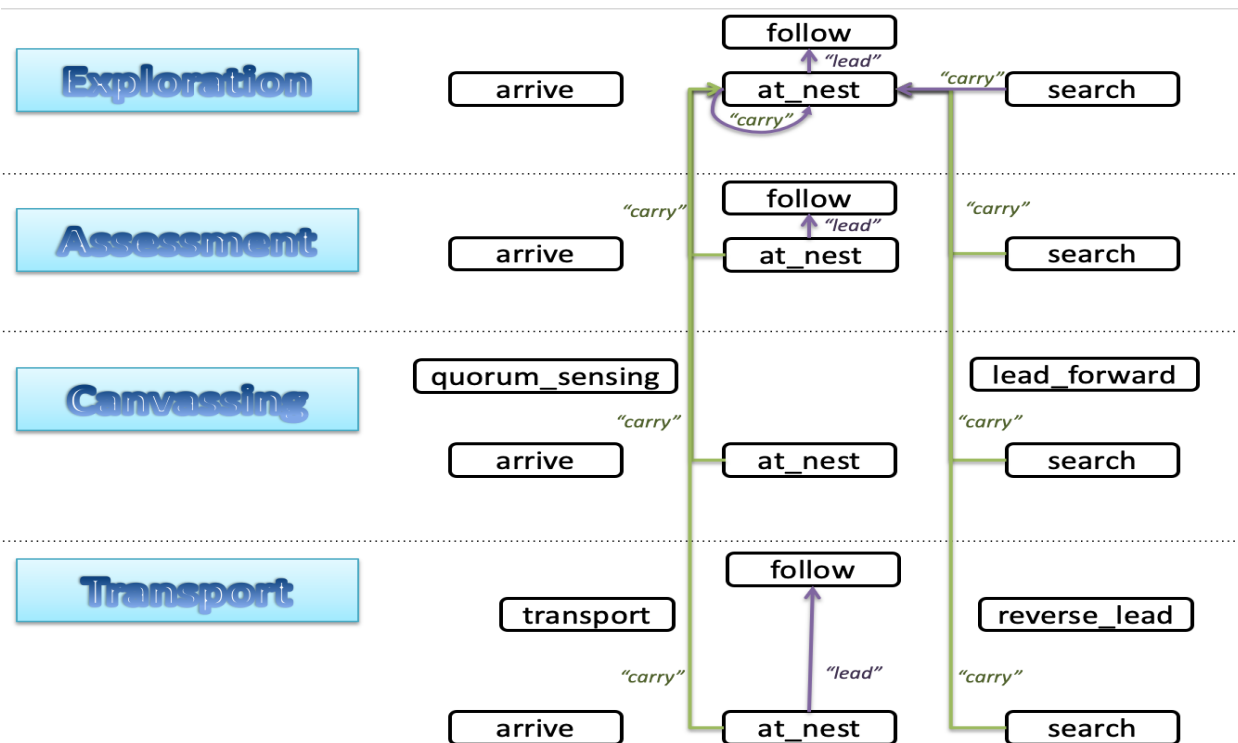 follow
"lead"
Exploration
arrive
at_nest
"carry"
search
"carry"
follow
"carry"
"carry"
"lead"
Assessment
arrive
at_nest
search
quorum_sensing
lead_forward
Canvassing
"carry"
"carry"
arrive
at_nest
search
follow
Transport
transport
reverse_lead
"carry"
"lead"
"carry"
arrive
at_nest
search